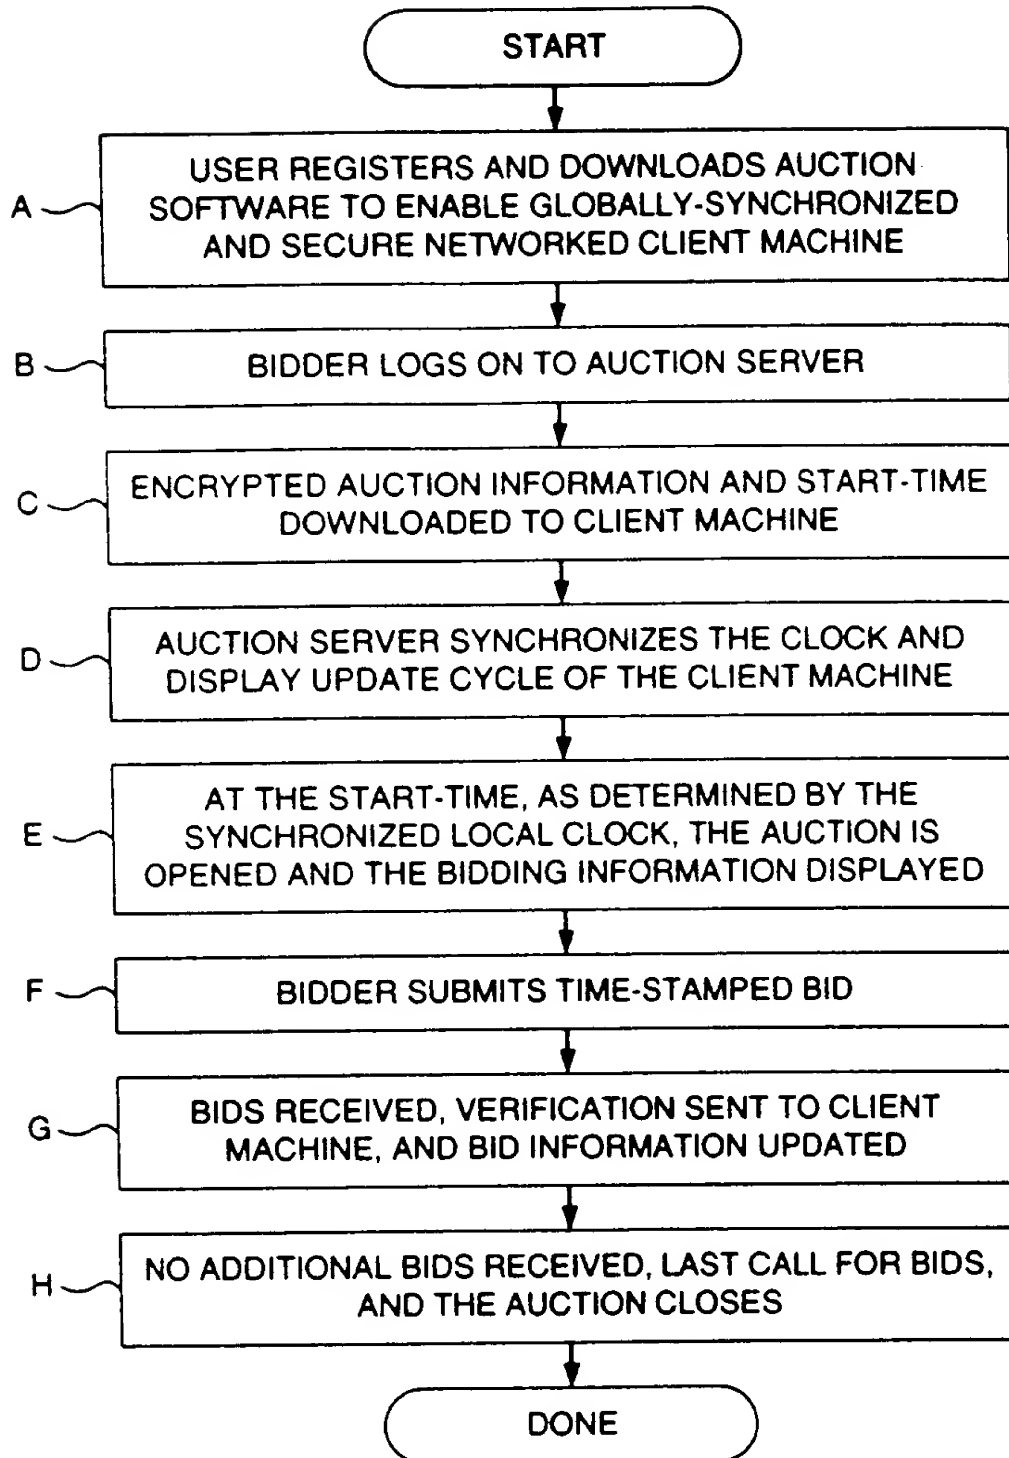 START
A
USER REGISTERS AND DOWNLOADS AUCTION
SOFTWARE TO ENABLE GLOBALLY-SYNCHRONIZED
AND SECURE NETWORKED CLIENT MACHINE
B
BIDDER LOGS ON TO AUCTION SERVER
C
ENCRYPTED AUCTION INFORMATION AND START-TIME
DOWNLOADED TO CLIENT MACHINE
D
AUCTION SERVER SYNCHRONIZES THE CLOCK AND
DISPLAY UPDATE CYCLE OF THE CLIENT MACHINE
E
AT THE START-TIME, AS DETERMINED BY THE
SYNCHRONIZED LOCAL CLOCK, THE AUCTION IS
OPENED AND THE BIDDING INFORMATION DISPLAYED
F
BIDDER SUBMITS TIME-STAMPED BID
G
BIDS RECEIVED, VERIFICATION SENT TO CLIENT
MACHINE, AND BID INFORMATION UPDATED
H
NO ADDITIONAL BIDS RECEIVED, LAST CALL FOR BIDS,
AND THE AUCTION CLOSES
DONE